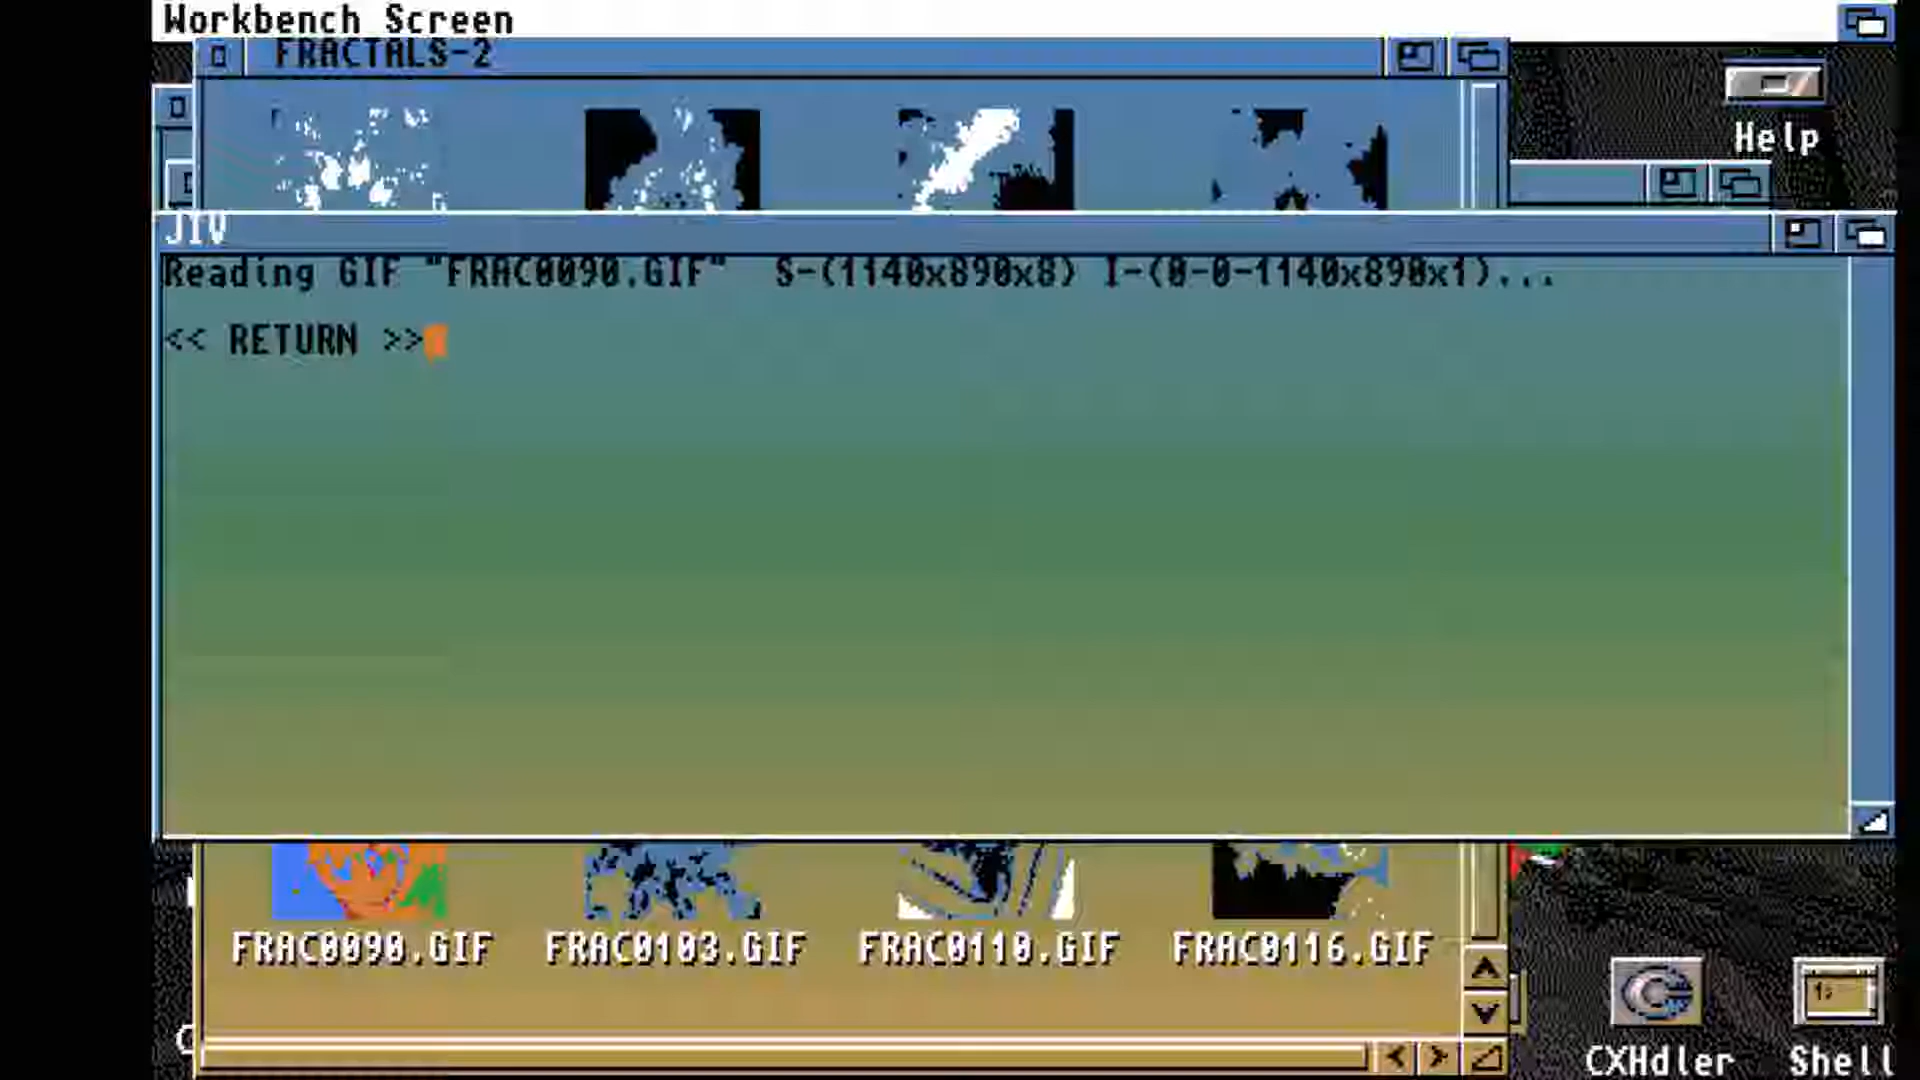 Workbench Screen
FRACTALS-2
Help
JIV
Reading GIF "FRAC0090.GIF"  S-(1140x890x8) I-(0-0-1140x890x1)...
<< RETURN >>
FRAC0090.GIF
FRAC0103.GIF
FRAC0110.GIF
FRAC0116.GIF
CXHdler
Shell